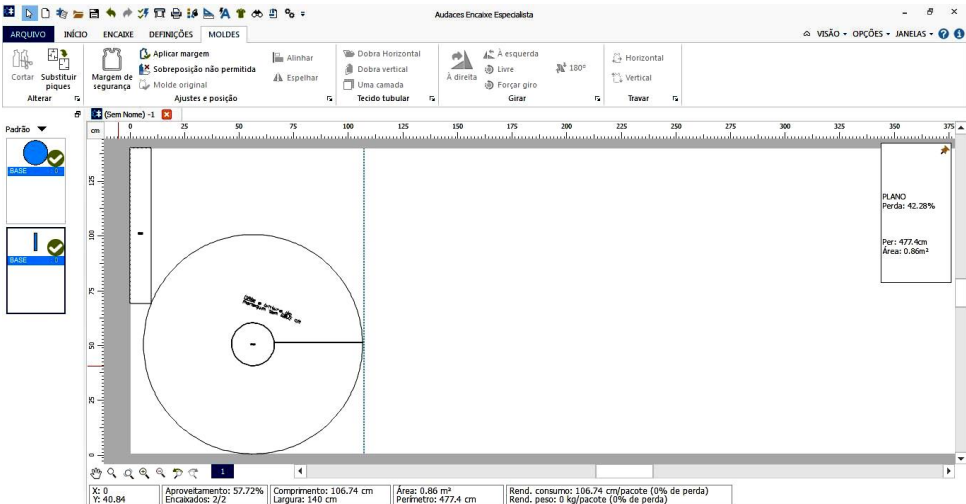 Audaces Encaixe Especialista
ARQUIVO INÍCIO ENCAIXE DEFINIÇÕES MOLDES VISÃO OPÇÕES JANELAS
Cortar Substituir piques
Alterar
Margem de segurança
Aplicar margem
Sobreposição não permitida
Molde original
Alinhar
Espelhar
Ajustes e posição
Dobra Horizontal
Dobra vertical
Uma camada
Tecido tubular
À direita
À esquerda
Livre
Forçar giro
180°
Girar
Horizontal
Vertical
Travar
(Sem Nome) -1
Padrão
cm 0 25 50 75 100 125 150 175 200 225 250 275 300 325 350 375
BASE 0
BASE 0
125
100
75
50
25
0
PLANO
Perda: 42.28%
Per: 477.4cm
Área: 0.86m²
1
X: 0
Y: 40.84
Aproveitamento: 57.72%
Encaixados: 2/2
Comprimento: 106.74 cm
Largura: 140 cm
Área: 0.86 m²
Perímetro: 477.4 cm
Rend. consumo: 106.74 cm/pacote (0% de perda)
Rend. peso: 0 kg/pacote (0% de perda)